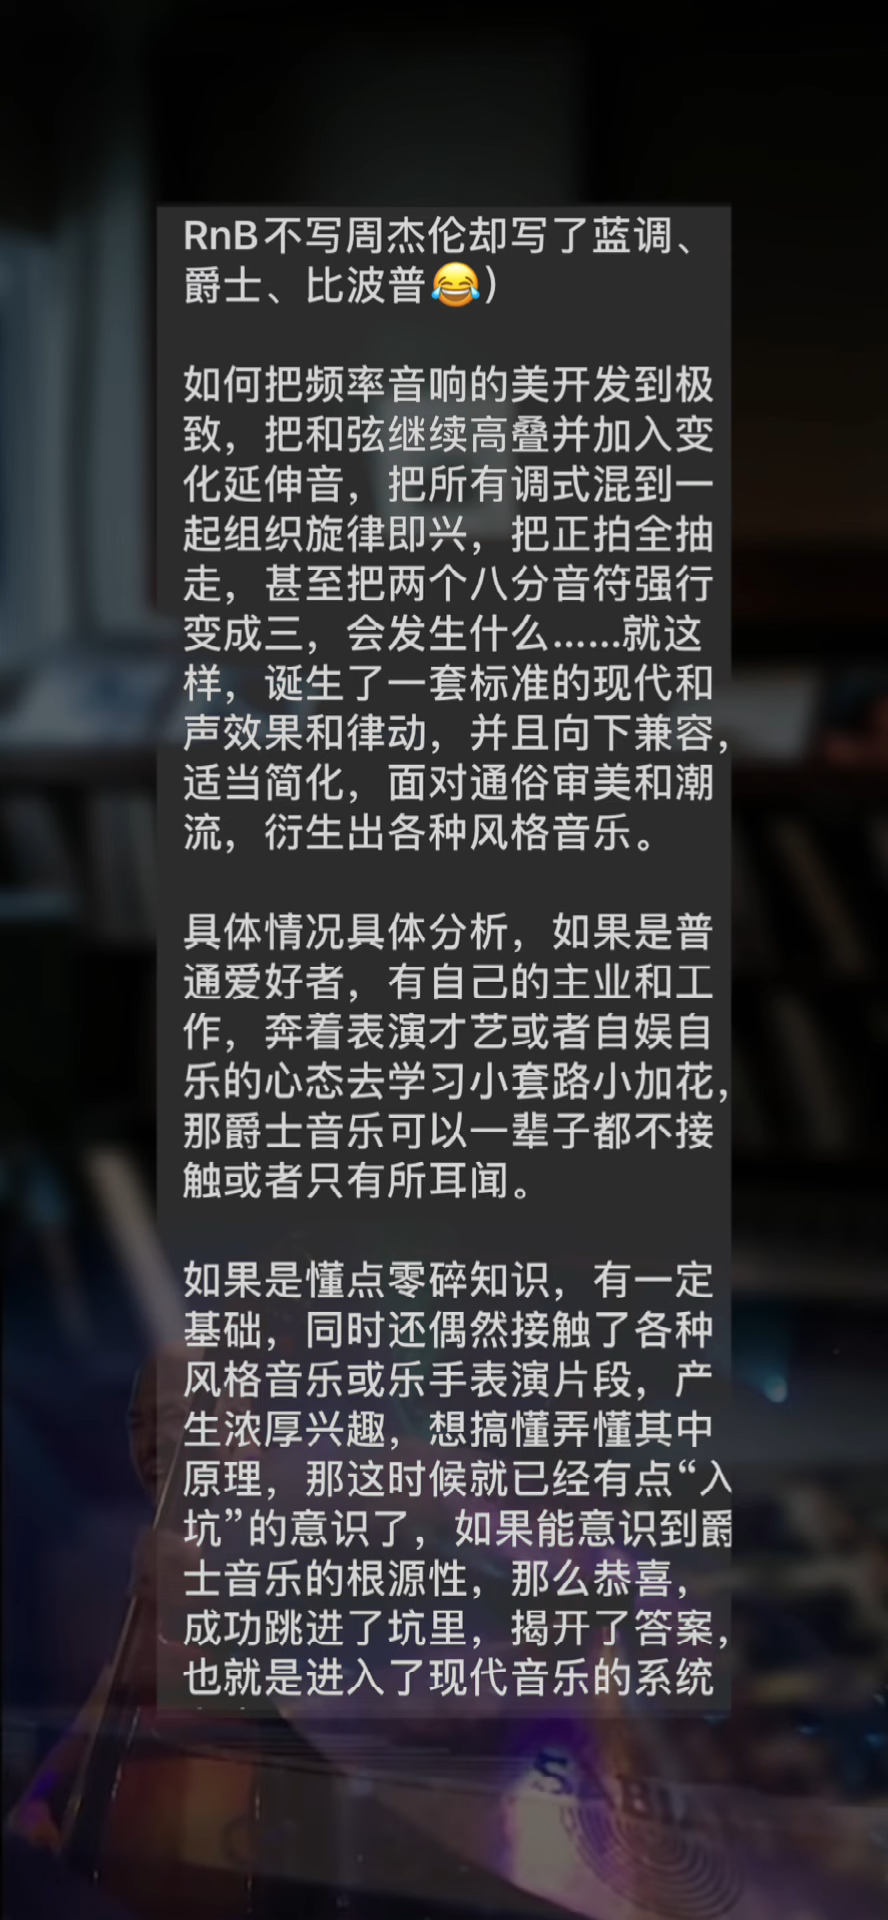 RnB不写周杰伦却写了蓝调、
爵士、比波普😂）
如何把频率音响的美开发到极
致，把和弦继续高叠并加入变
化延伸音，把所有调式混到一
起组织旋律即兴，把正拍全抽
走，甚至把两个八分音符强行
变成三，会发生什么……就这
样，诞生了一套标准的现代和
声效果和律动，并且向下兼容，
适当简化，面对通俗审美和潮
流，衍生出各种风格音乐。
具体情况具体分析，如果是普
通爱好者，有自己的主业和工
作，奔着表演才艺或者自娱自
乐的心态去学习小套路小加花，
那爵士音乐可以一辈子都不接
触或者只有所耳闻。
如果是懂点零碎知识，有一定
基础，同时还偶然接触了各种
风格音乐或乐手表演片段，产
生浓厚兴趣，想搞懂弄懂其中
原理，那这时候就已经有点“入
坑”的意识了，如果能意识到爵
士音乐的根源性，那么恭喜，
成功跳进了坑里，揭开了答案，
也就是进入了现代音乐的系统